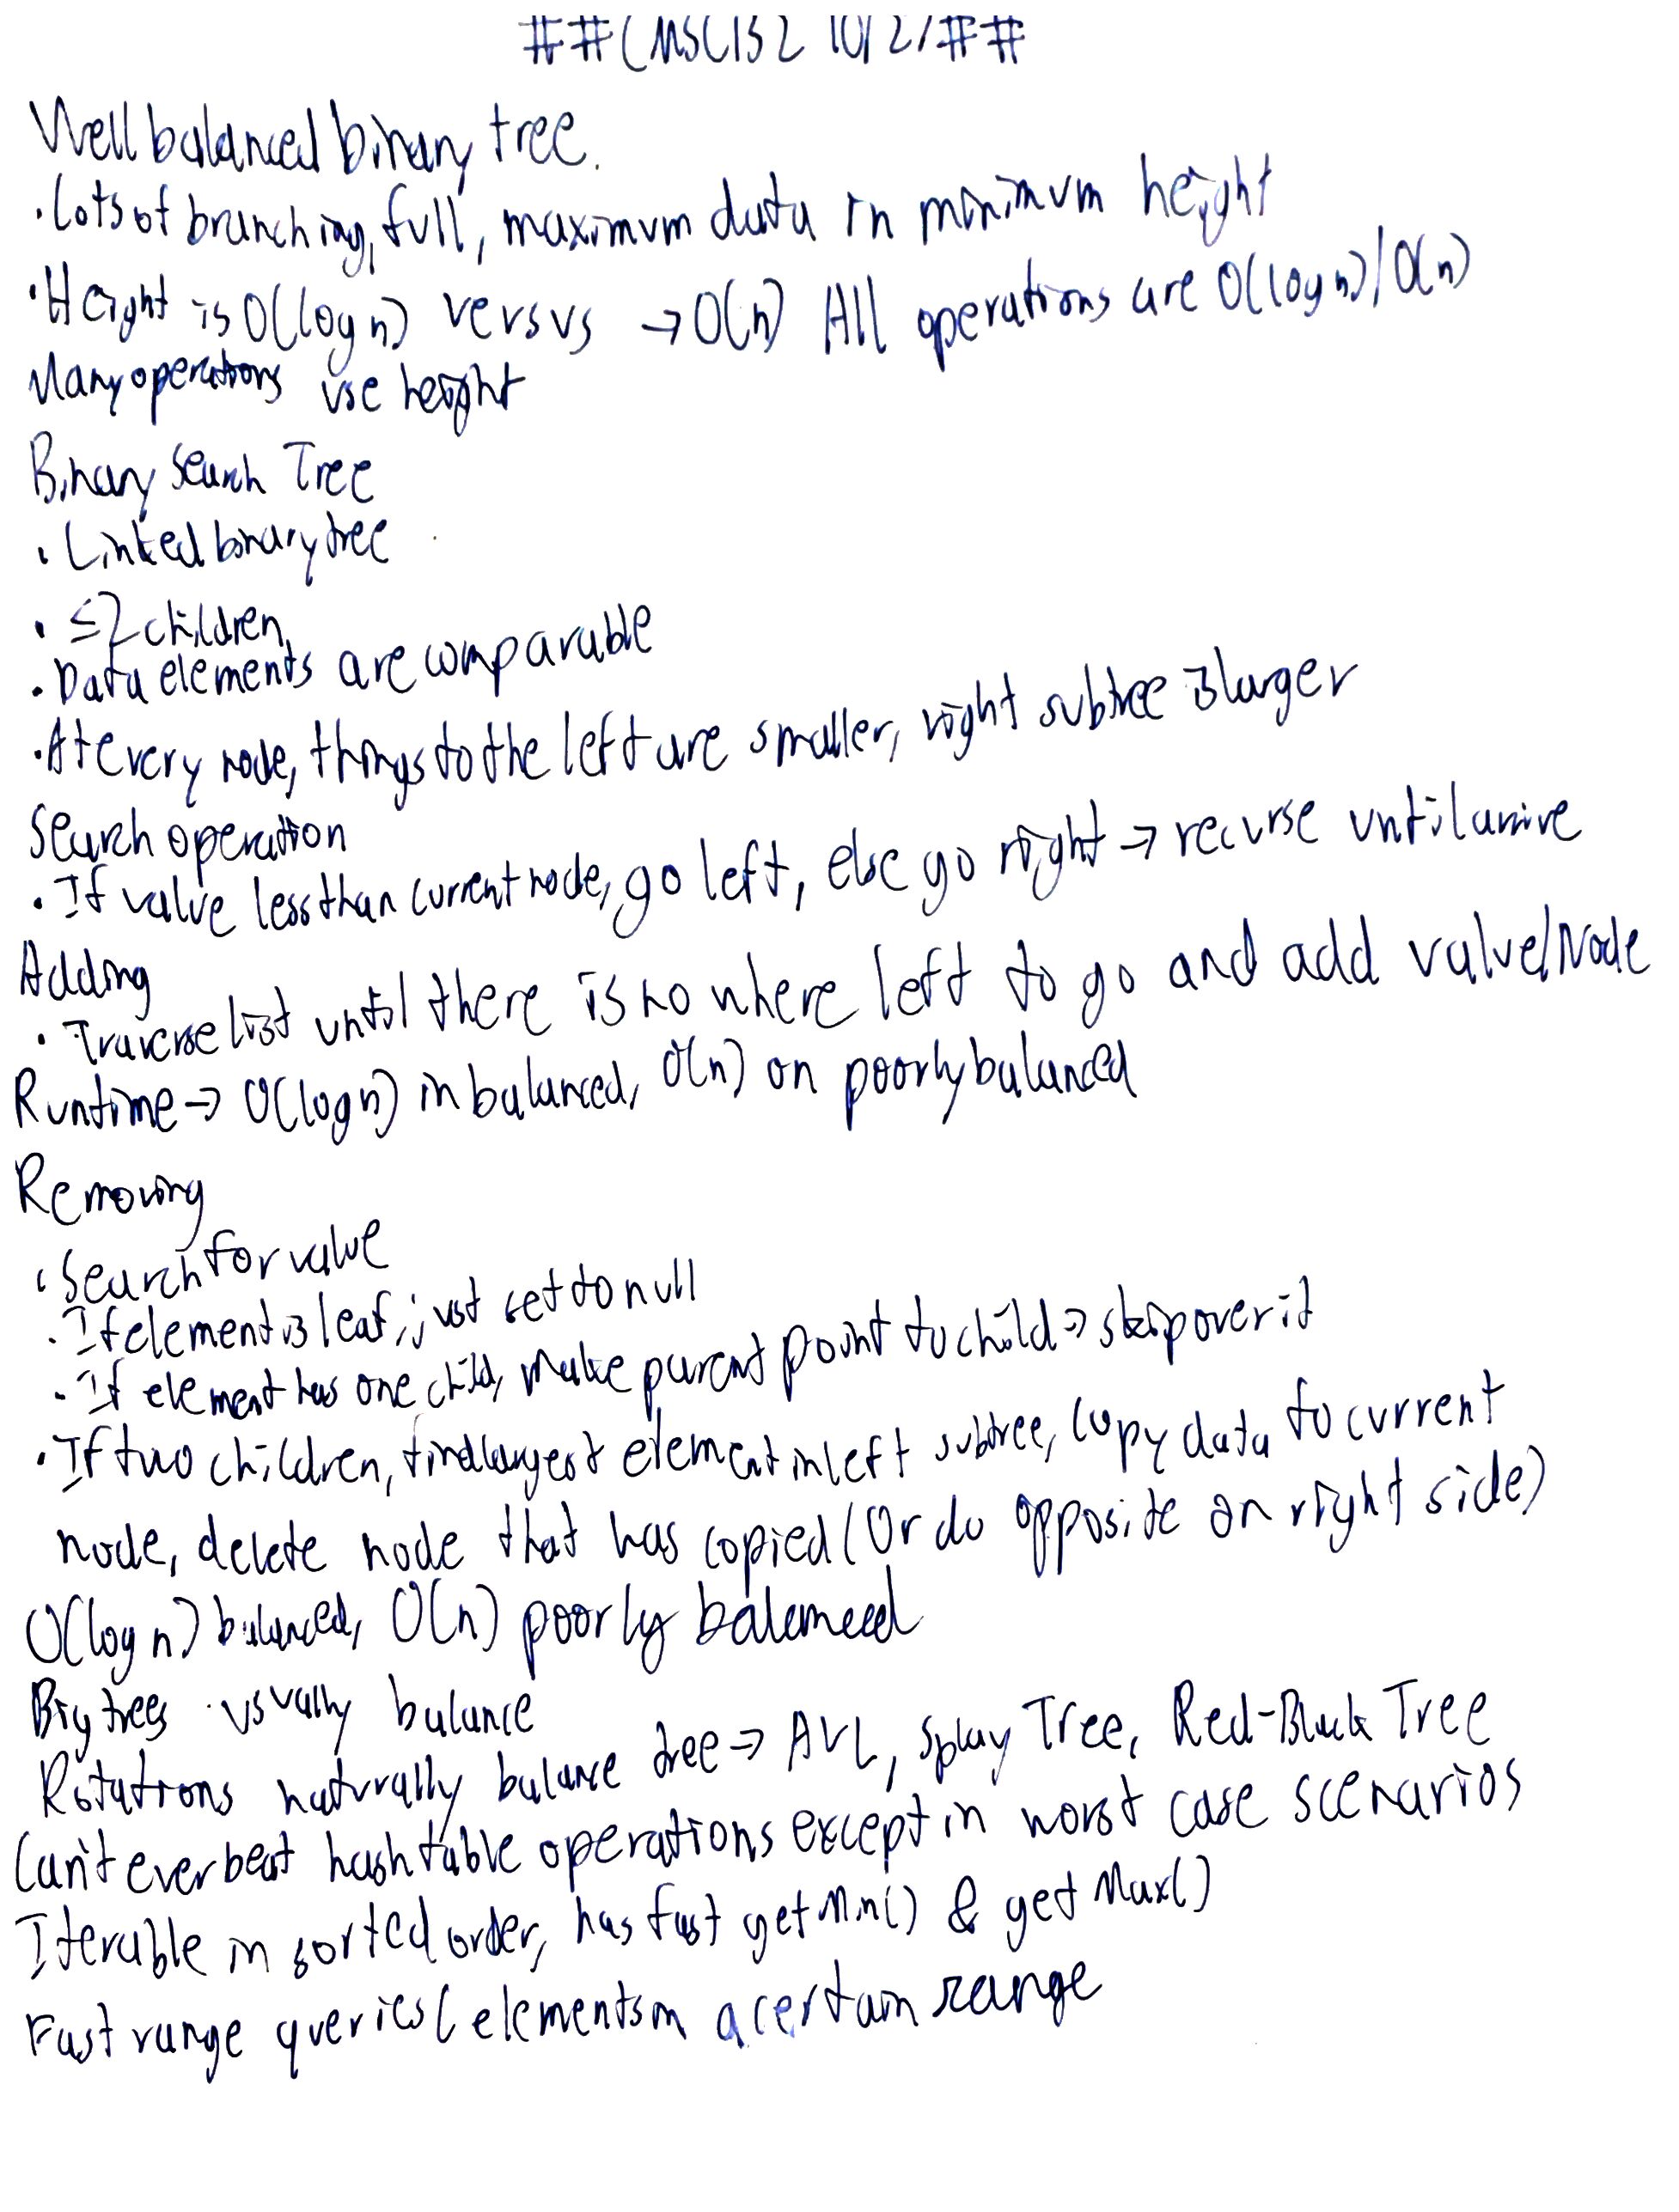 ##CMSC132 10/21##
Well balanced binary tree.
· Lots of branching, full, maximum data in minimum height
· Height is O(log n) versus → O(n) All operations are O(log n)/O(n)
Many operations use height
Binary Search Tree
· Linked binary tree
· ≤2 children
· Data elements are comparable
· At every node, things to the left are smaller, right subtree is larger
Search operation
· If value less than current node, go left, else go right → recurse until arrive
Adding
· Traverse list until there is no where left to go and add value/Node
Runtime → O(log n) in balanced, O(n) on poorly balanced
Removing
· Search for value
· If element is leaf, just set to null
· If element has one child, make parent point to child → skip over it
· If two children, find largest element in left subtree, copy data to current
node, delete node that has copied (Or do opposite on right side)
O(log n) balanced, O(n) poorly balanced
Big trees usually balance
Rotations naturally balance tree → AVL, Splay Tree, Red-Black Tree
Can't ever beat hash table operations except in worst case scenarios
Iterable in sorted order, has fast getMin() & getMax()
Fast range queries (elements in a certain range